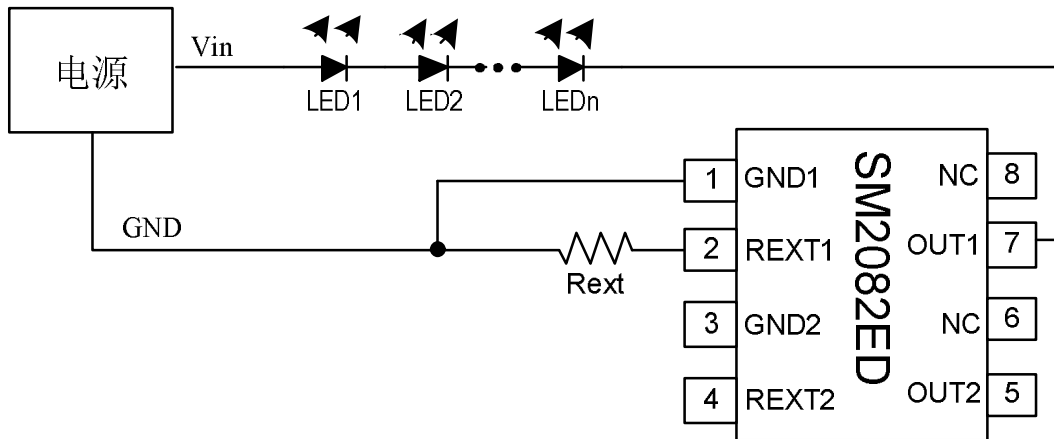 电源
Vin
LED1
LED2
LEDn
GND
Rext
SM2082ED
1 GND1
2 REXT1
3 GND2
4 REXT2
NC 8
OUT1 7
NC 6
OUT2 5